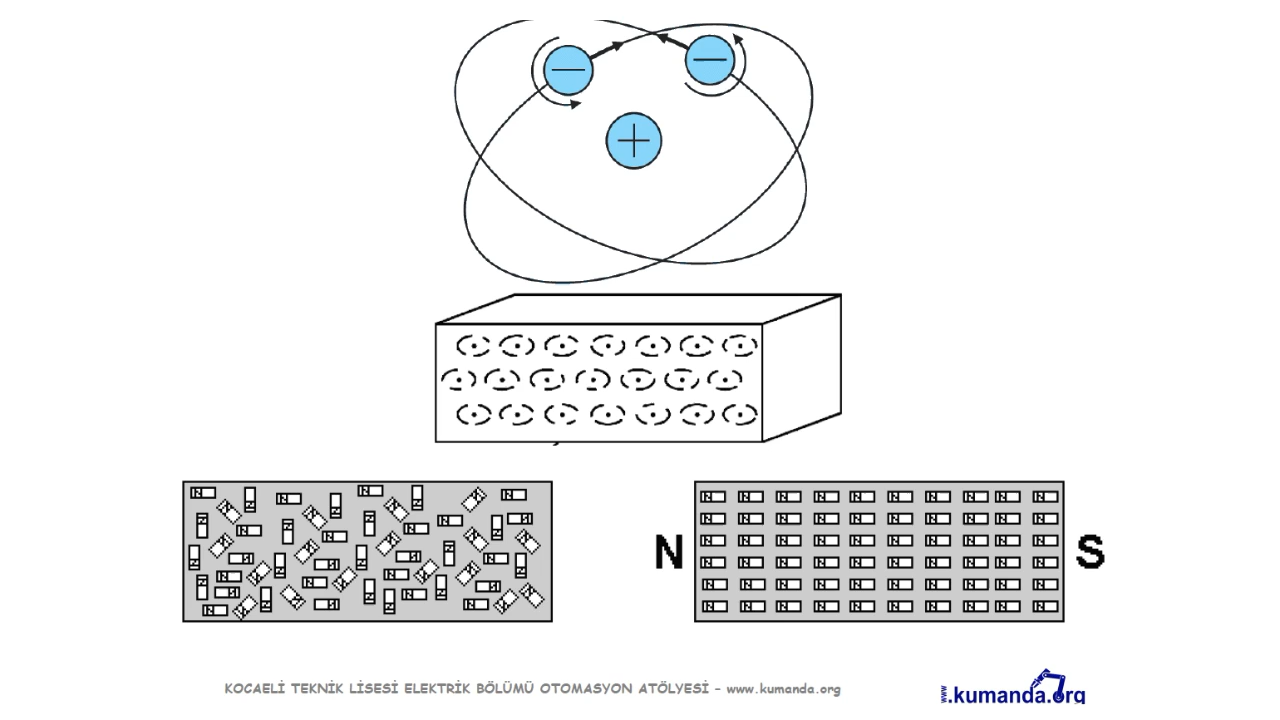 N S
KOCAELİ TEKNİK LİSESİ ELEKTRİK BÖLÜMÜ OTOMASYON ATÖLYESİ - www.kumanda.org
www.kumanda.org